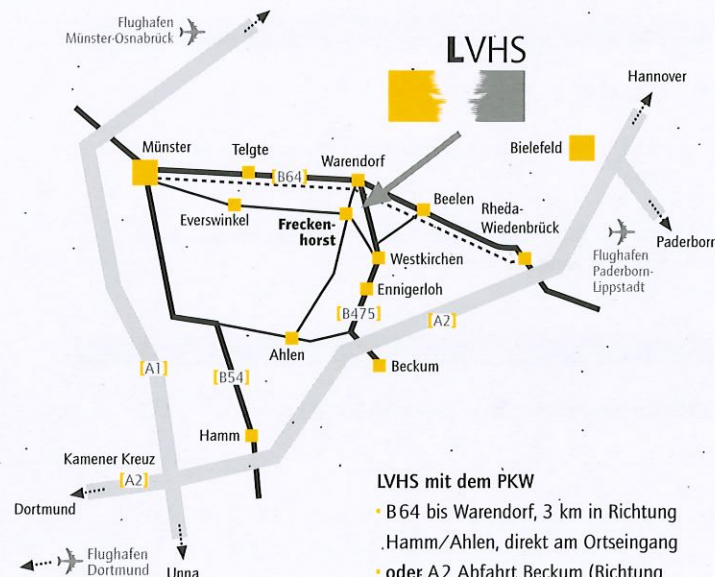 Flughafen
Münster-Osnabrück
LVHS
Hannover
Münster
Telgte
[B64]
Warendorf
Bielefeld
Everswinkel
Frecken-
horst
Beelen
Rheda-
Wiedenbrück
Paderborn
Flughafen
Paderborn-
Lippstadt
Westkirchen
Ennigerloh
[B475]
[A2]
Ahlen
Beckum
[A1]
[B54]
Hamm
Kamener Kreuz
[A2]
Dortmund
Flughafen
Dortmund
Unna
LVHS mit dem PKW
B64 bis Warendorf, 3 km in Richtung
Hamm/Ahlen, direkt am Ortseingang
oder A2 Abfahrt Beckum (Richtung